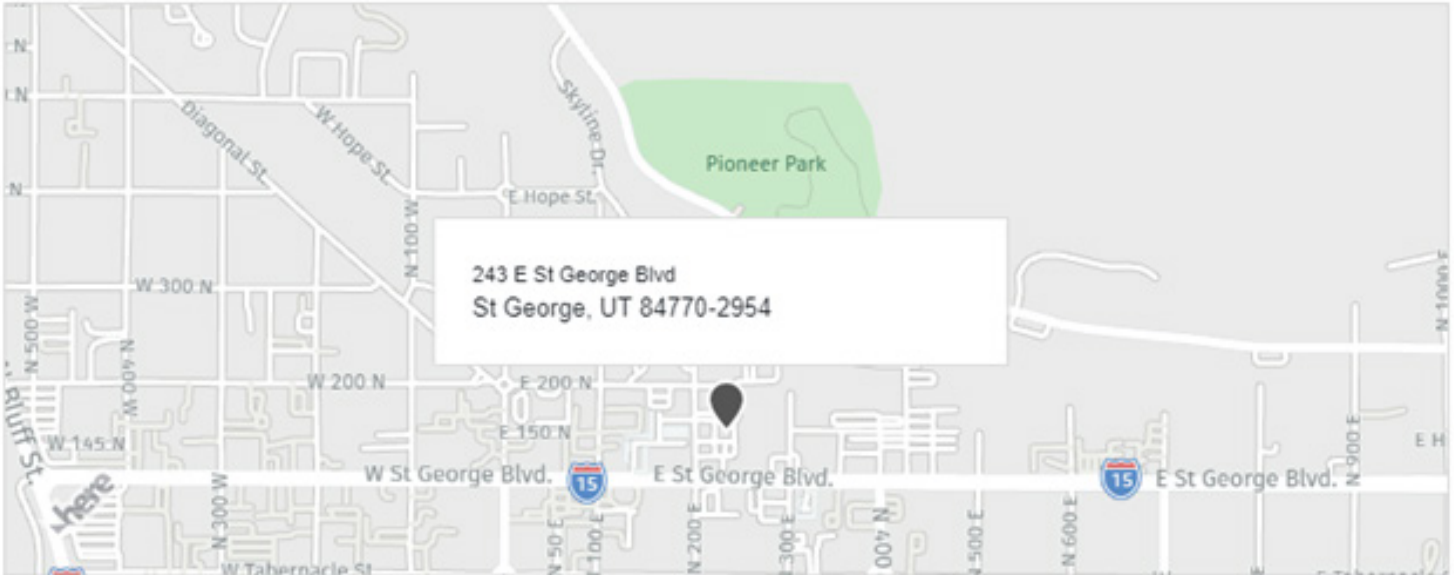 N
N
Diagonal St.
W Hope St.
Skyline Dr.
Pioneer Park
N
E Hope St.
N 100 W
243 E St George Blvd
St George, UT 84770-2954
W 300 N
N 500 W
N 400 W
N 1000 E
W 200 N
E 200 N
Bluff St.
W 145 N
E 150 N
N 900 E
E H
W St George Blvd.
15
E St George Blvd.
15
E St George Blvd.
here
N 300 W
N 50 E
100 E
N 200 E
300 E
N 400
500 E
N 600 E
W Tabernacle St